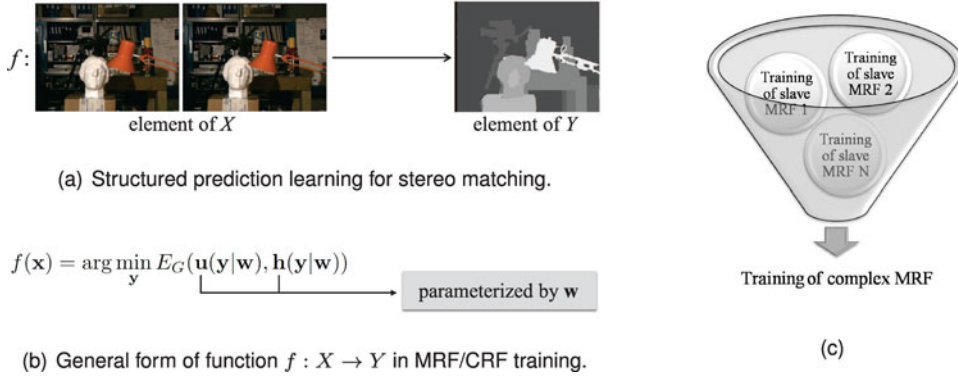 f:
element of X
element of Y
(a) Structured prediction learning for stereo matching.
f(x) = arg min E_G(u(y|w), h(y|w))
y
parameterized by w
(b) General form of function f : X → Y in MRF/CRF training.
Training
of slave
MRF 1
Training
of slave
MRF 2
Training
of slave
MRF N
Training of complex MRF
(c)